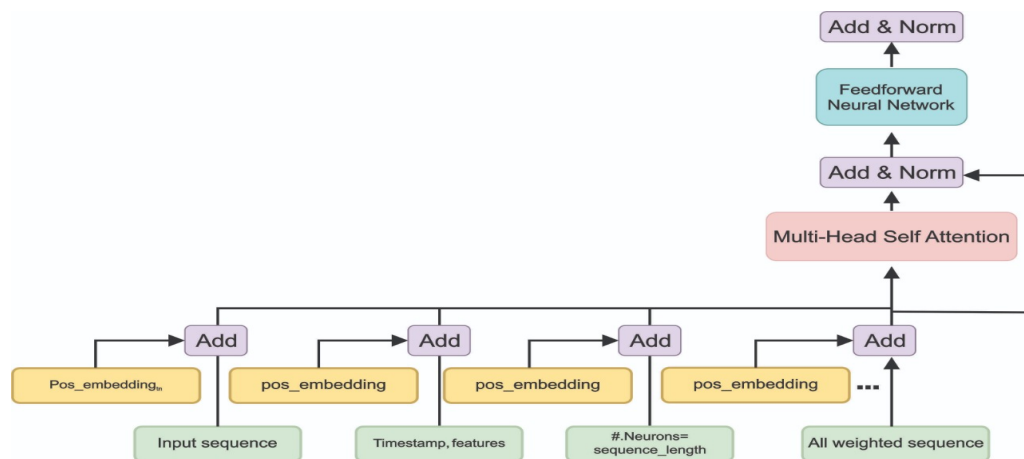 Add & Norm
Feedforward
Neural Network
Add & Norm
Multi-Head Self Attention
Add
Add
Add
Add
Pos_embedding
pos_embedding
pos_embedding
pos_embedding
Input sequence
Timestamp, features
#.Neurons=
sequence_length
All weighted sequence